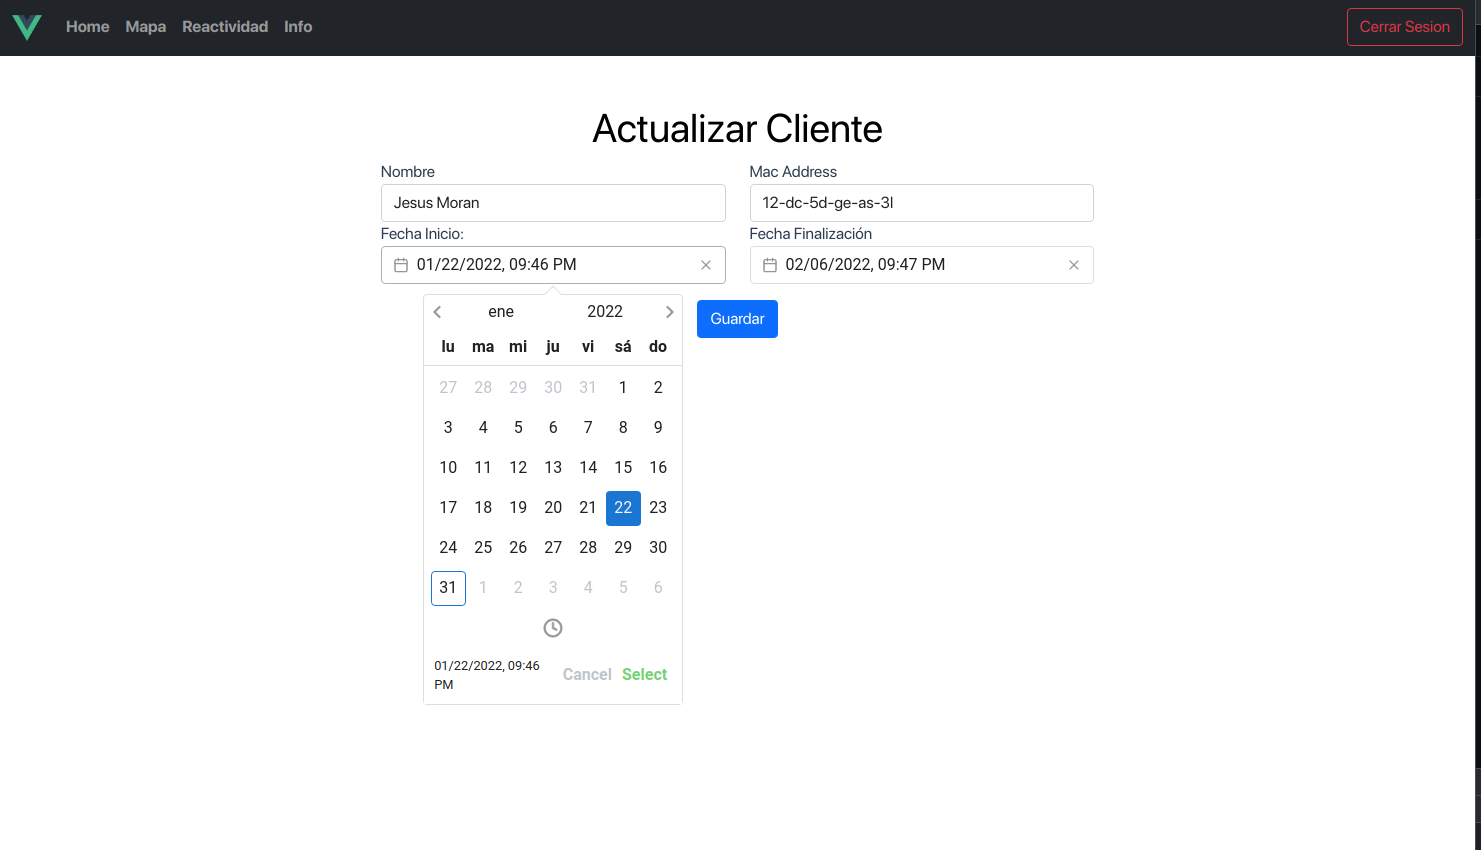 Home Mapa Reactividad Info Cerrar Sesion
Actualizar Cliente
Nombre Mac Address
Jesus Moran 12-dc-5d-ge-as-3l
Fecha Inicio: Fecha Finalización
01/22/2022, 09:46 PM 02/06/2022, 09:47 PM
ene 2022 Guardar
lu ma mi ju vi sá do
27 28 29 30 31 1 2
3 4 5 6 7 8 9
10 11 12 13 14 15 16
17 18 19 20 21 22 23
24 25 26 27 28 29 30
31 1 2 3 4 5 6
01/22/2022, 09:46
PM
Cancel Select